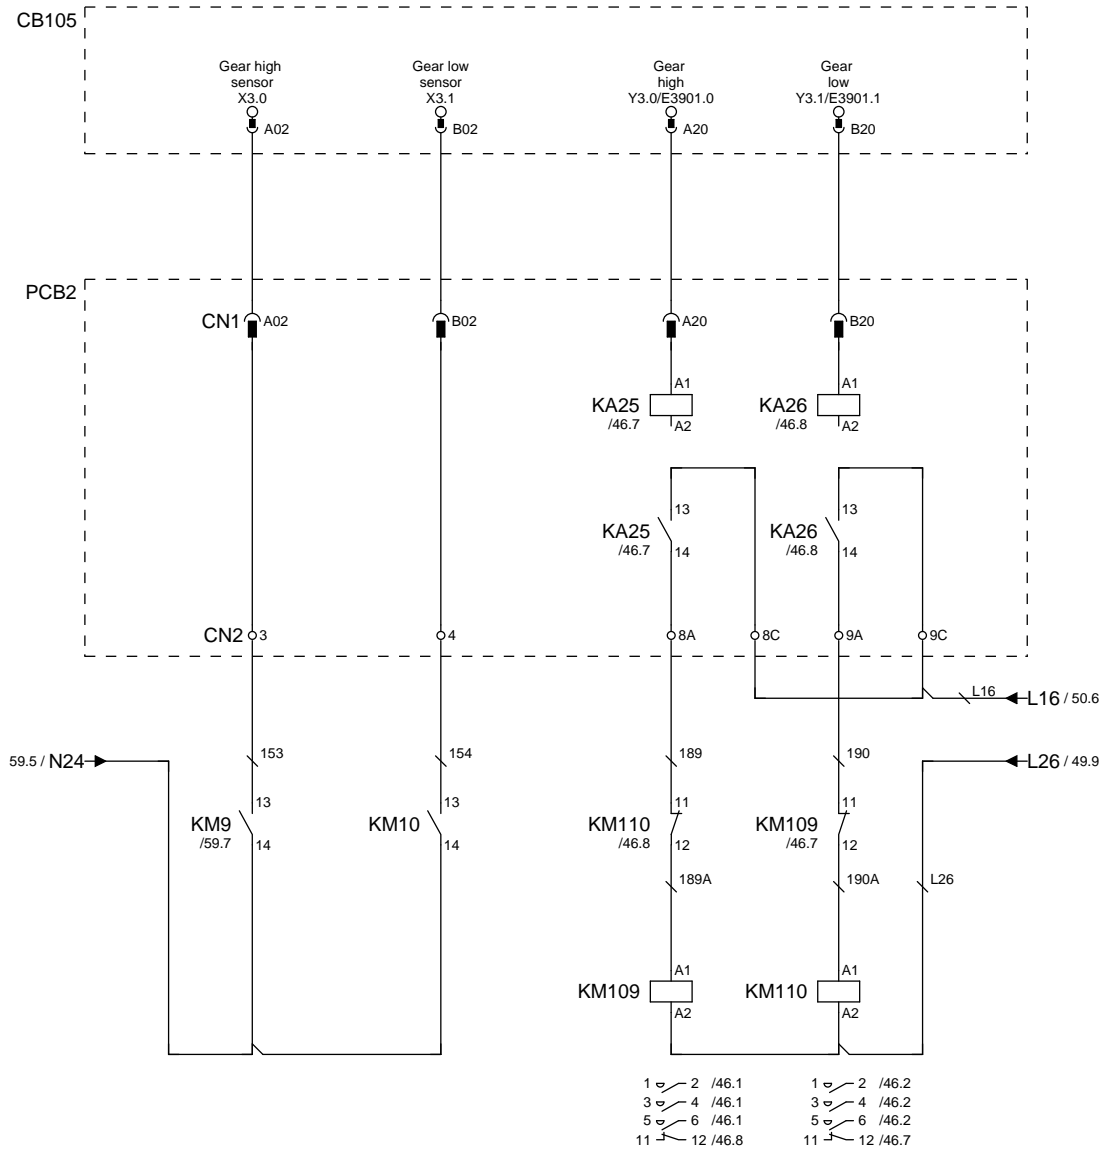 CB105
Gear high
sensor
X3.0
Gear low
sensor
X3.1
Gear
high
Y3.0/E3901.0
Gear
low
Y3.1/E3901.1
A02
B02
A20
B20
PCB2
CN1
A02
B02
A20
B20
A1
KA25
/46.7
A2
A1
KA26
/46.8
A2
13
KA25
/46.7
14
13
KA26
/46.8
14
CN2
3
4
8A
8C
9A
9C
L16
L16 / 50.6
59.5 / N24
153
154
189
190
L26 / 49.9
13
KM9
/59.7
14
13
KM10
14
11
KM110
/46.8
12
11
KM109
/46.7
12
189A
190A
L26
A1
KM109
A2
A1
KM110
A2
1 2 /46.1
3 4 /46.1
5 6 /46.1
11 12 /46.8
1 2 /46.2
3 4 /46.2
5 6 /46.2
11 12 /46.7